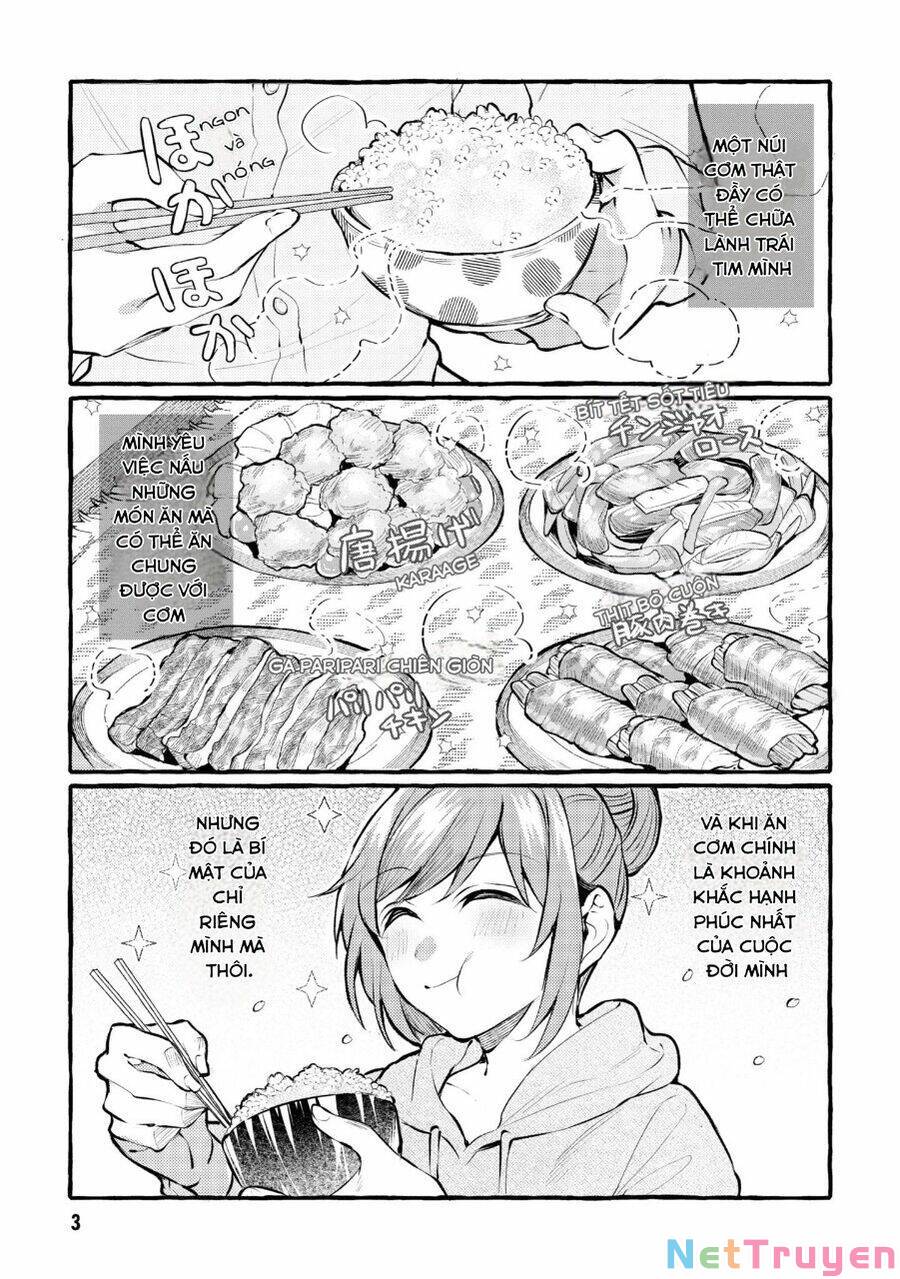 MỘT NÚI
CƠM THẬT
ĐẦY CÓ
THỂ CHỮA
LÀNH TRÁI
TIM MÌNH
ほか
ほか
NGON
và
NÓNG
BÍT TẾT SỐT TIÊU
チンジャオ
ロース
MÌNH YÊU
VIỆC NẤU
NHỮNG
MÓN ĂN MÀ
CÓ THỂ ĂN
CHUNG
ĐƯỢC VỚI
CƠM
唐揚げ
KARAAGE
THỊT BÒ CUỘN
豚肉巻き
GÀ PARIPARI CHIÊN GIÒN
パリパリ
チキン
VÀ KHI ĂN
CƠM CHÍNH
LÀ KHOẢNH
KHẮC HẠNH
PHÚC NHẤT
CỦA CUỘC
ĐỜI MÌNH
NHƯNG
ĐÓ LÀ BÍ
MẬT CỦA
CHỈ
RIÊNG
MÌNH MÀ
THÔI.
3
NetTruyen